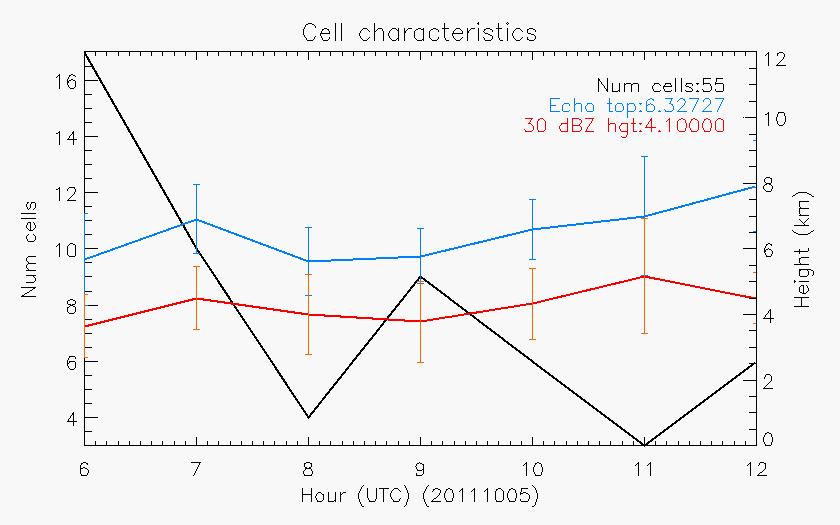 Cell characteristics
Num cells:55
Echo top:6.32727
30 dBZ hgt:4.10000
16
14
12
10
8
6
4
Num cells
12
10
8
6
4
2
0
Height (km)
6 7 8 9 10 11 12
Hour (UTC) (20111005)